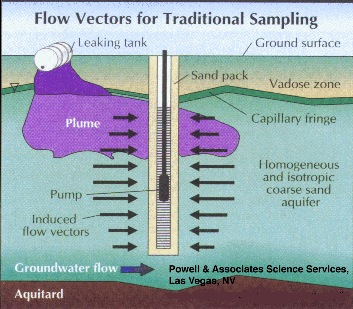 Flow Vectors for Traditional Sampling
Leaking tank
Ground surface
Sand pack
Vadose zone
Plume
Capillary fringe
Homogeneous
and isotropic
coarse sand
aquifer
Pump
Induced
flow vectors
Groundwater flow
Powell & Associates Science Services,
Las Vegas, NV
Aquitard